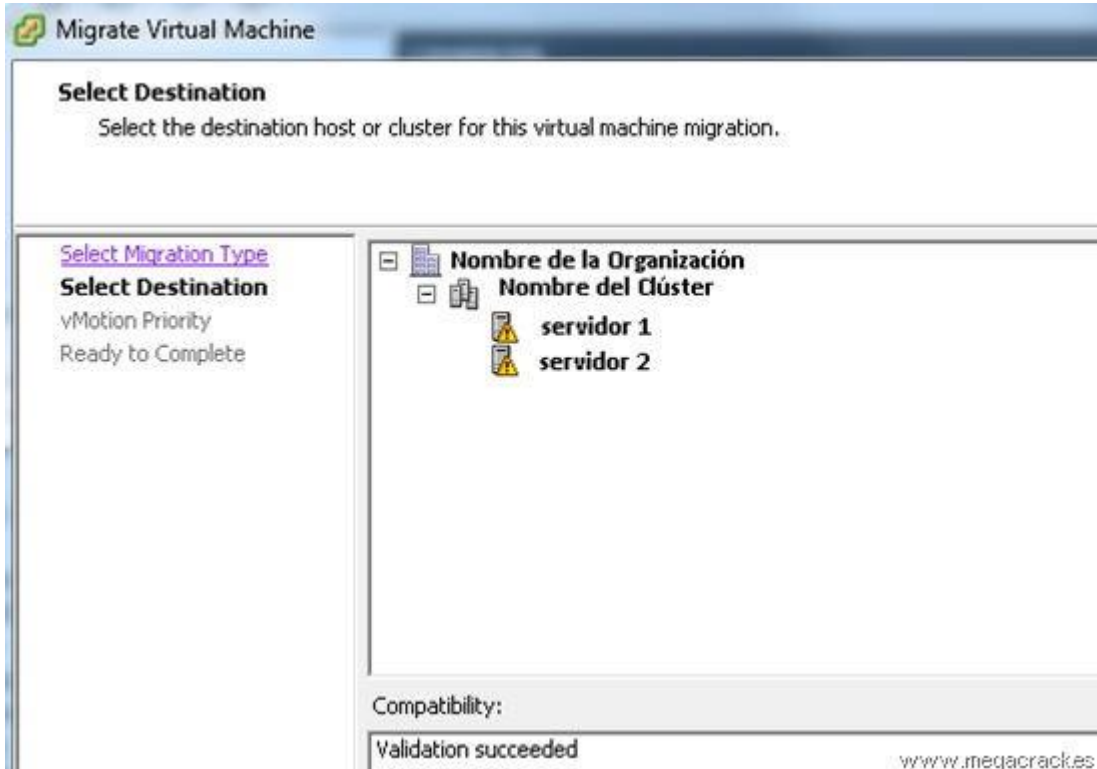 Migrate Virtual Machine
Select Destination
Select the destination host or cluster for this virtual machine migration.
Select Migration Type
Select Destination
vMotion Priority
Ready to Complete
Nombre de la Organización
Nombre del Clúster
servidor 1
servidor 2
Compatibility:
Validation succeeded
www.megacrack.es